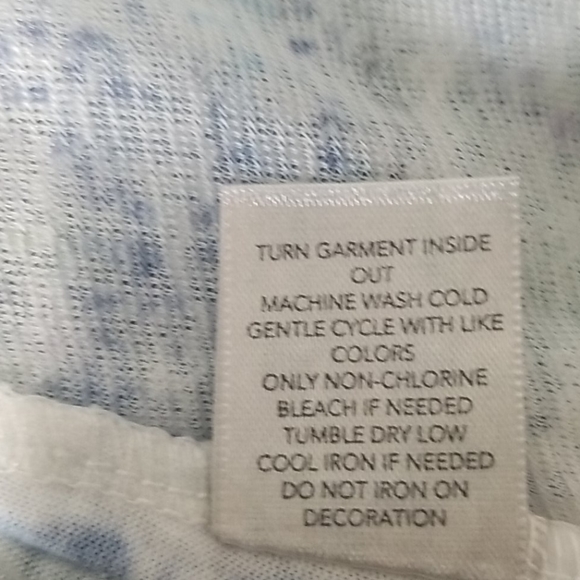 TURN GARMENT INSIDE
OUT
MACHINE WASH COLD
GENTLE CYCLE WITH LIKE
COLORS
ONLY NON-CHLORINE
BLEACH IF NEEDED
TUMBLE DRY LOW
COOL IRON IF NEEDED
DO NOT IRON ON
DECORATION